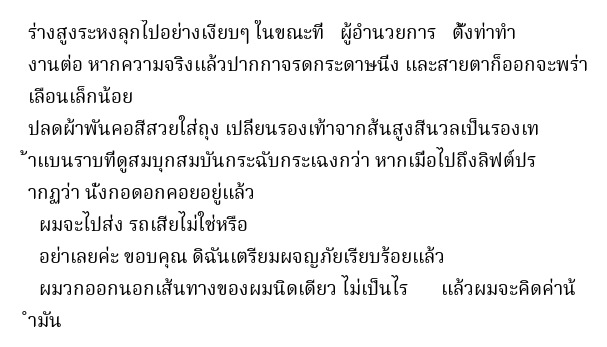 ร่างสูงระหงลุกไปอย่างเงียบๆ ในขณะที่ ผู้อำนวยการ ตั้งท่าทำ
งานต่อ หากความจริงแล้วปากกาจรดกระดาษนิ่ง และสายตาก็ออกจะพร่า
เลือนเล็กน้อย
ปลดผ้าพันคอสีสวยใส่ถุง เปลี่ยนรองเท้าจากส้นสูงสีนวลเป็นรองเท
้าแบนราบที่ดูสมบุกสมบันกระฉับกระเฉงกว่า หากเมื่อไปถึงลิฟต์ปร
ากฏว่า นั่งกอดอกคอยอยู่แล้ว
ผมจะไปส่ง รถเสียไม่ใช่หรือ
อย่าเลยค่ะ ขอบคุณ ดิฉันเตรียมผจญภัยเรียบร้อยแล้ว
ผมวกออกนอกเส้นทางของผมนิดเดียว ไม่เป็นไร แล้วผมจะคิดค่าน้
ำมัน